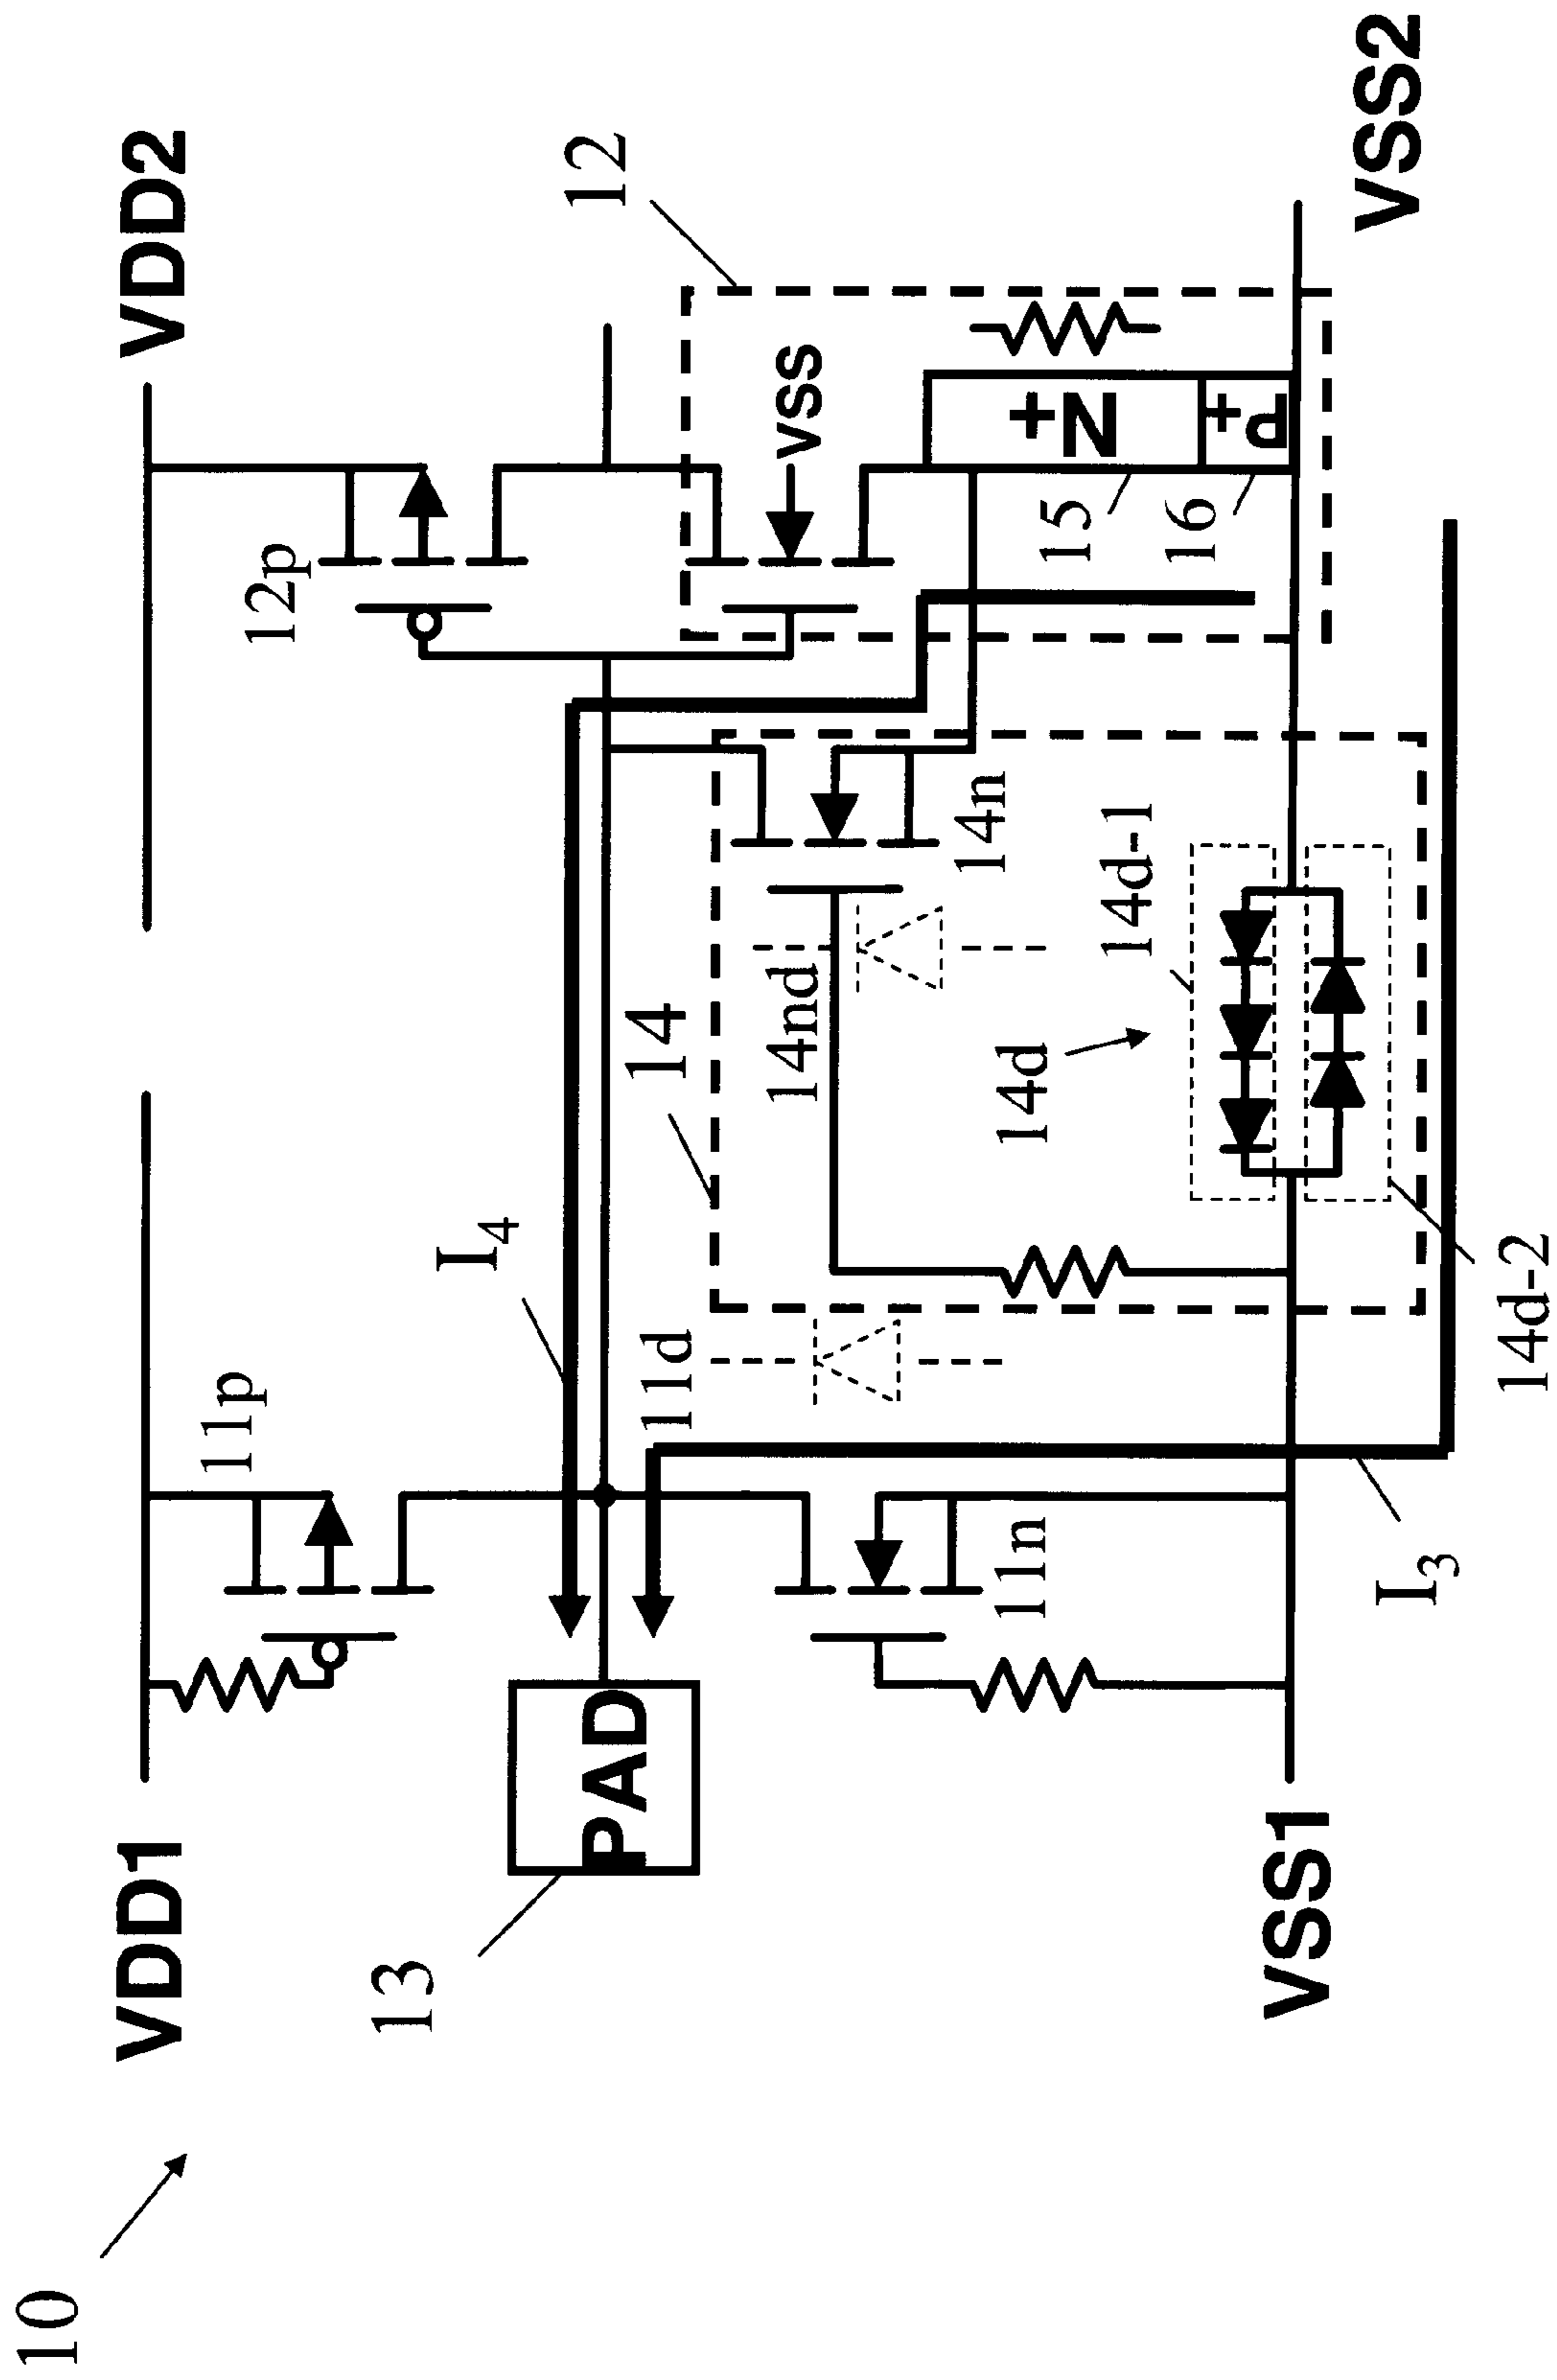 10
VDD1
VDD2
11p
12p
12
13
PAD
I4
11d
14
14nd
14n
vss
N+
P+
15
16
14d
14d-1
14d-2
11n
I3
VSS1
VSS2